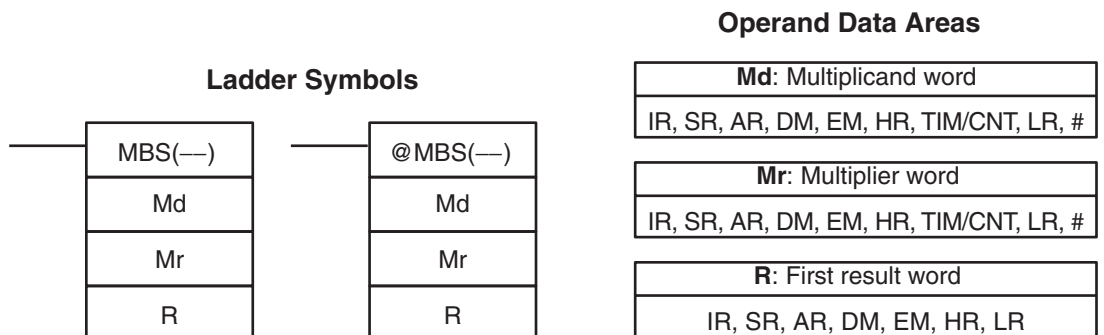 Ladder Symbols
MBS(––)
Md
Mr
R
@MBS(––)
Md
Mr
R
Operand Data Areas
Md: Multiplicand word
IR, SR, AR, DM, EM, HR, TIM/CNT, LR, #
Mr: Multiplier word
IR, SR, AR, DM, EM, HR, TIM/CNT, LR, #
R: First result word
IR, SR, AR, DM, EM, HR, LR